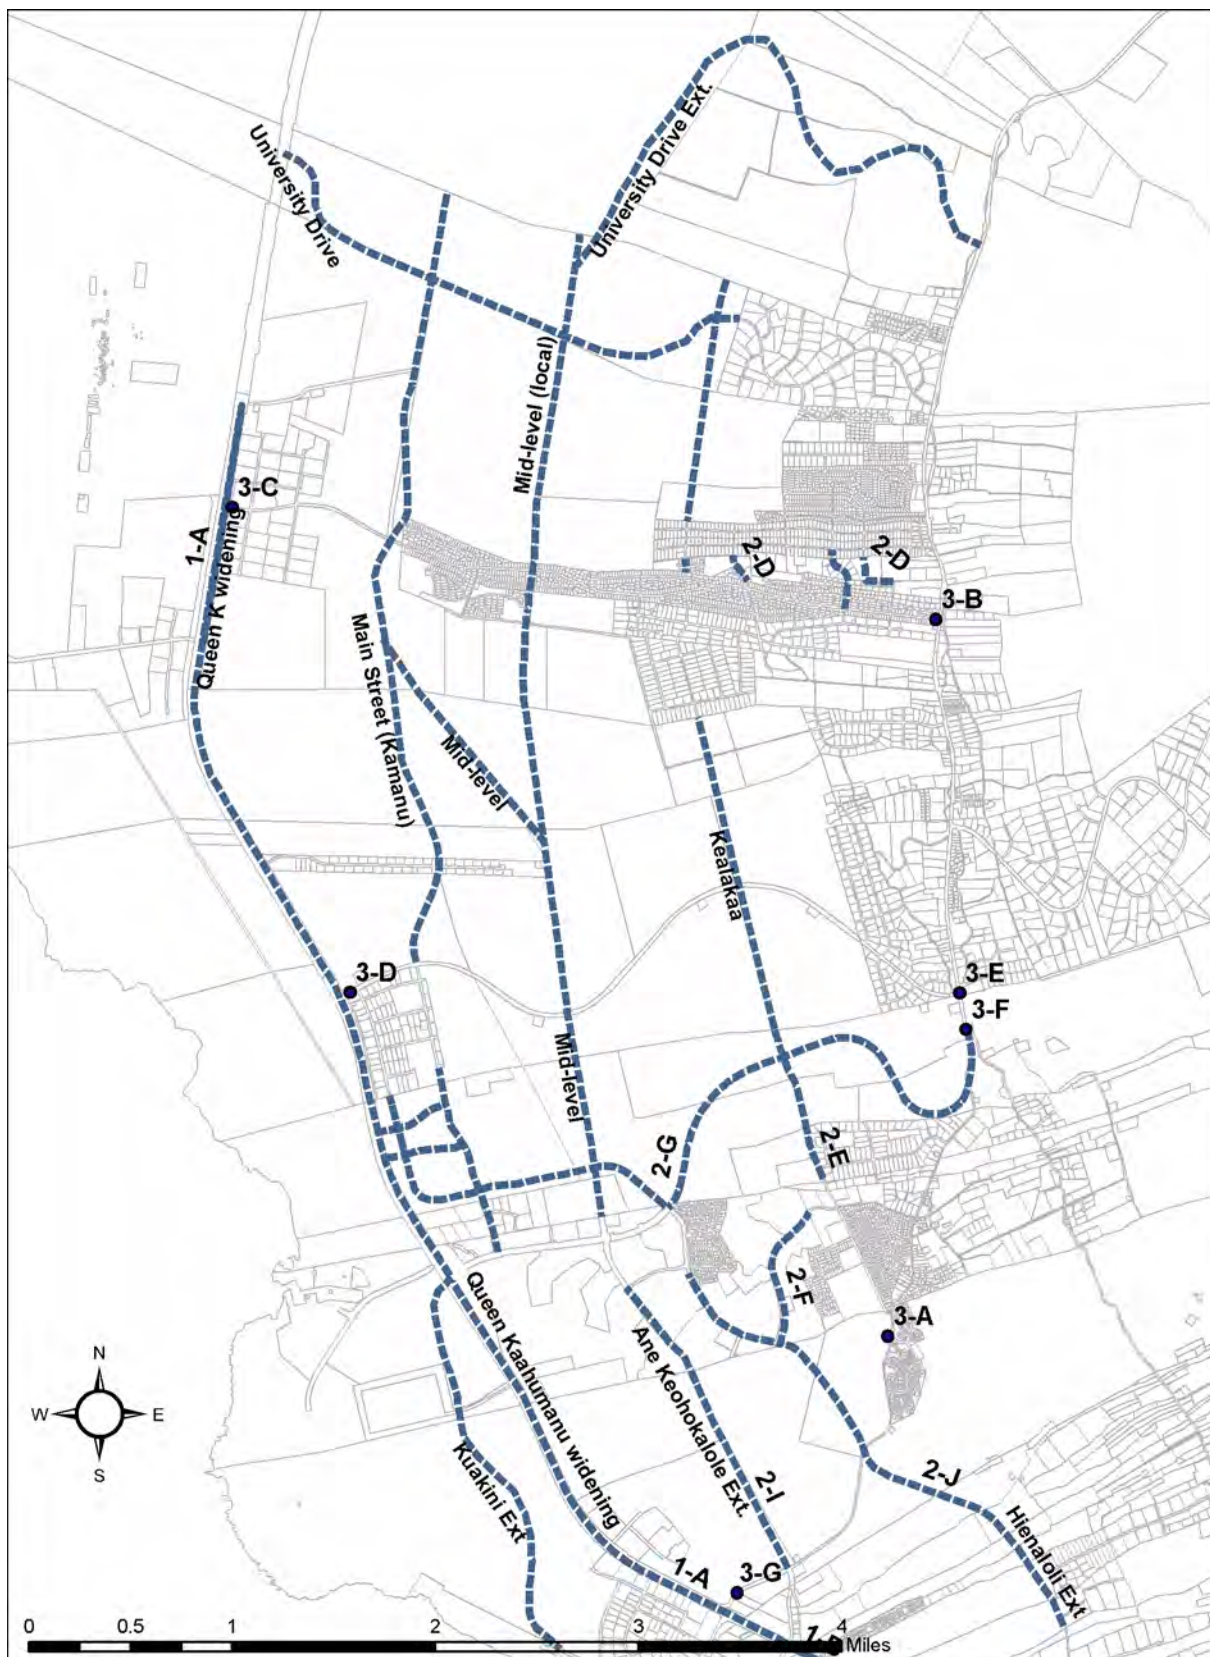 University Drive Ext.
University Drive
Mid-level (local)
3-C
1-A
Queen K widening
2-D
2-D
3-B
Main Street (Kamanu)
Mid-level
Kealakaa
3-D
3-E
3-F
Mid-level
2-G
2-E
2-F
3-A
Queen Kaahumanu widening
Ane Keohokalole Ext.
N
W
E
S
Kuakini Ext
2-I
2-J
Hienaloli Ext
1-A
3-G
0
0.5
1
2
3
4
Miles